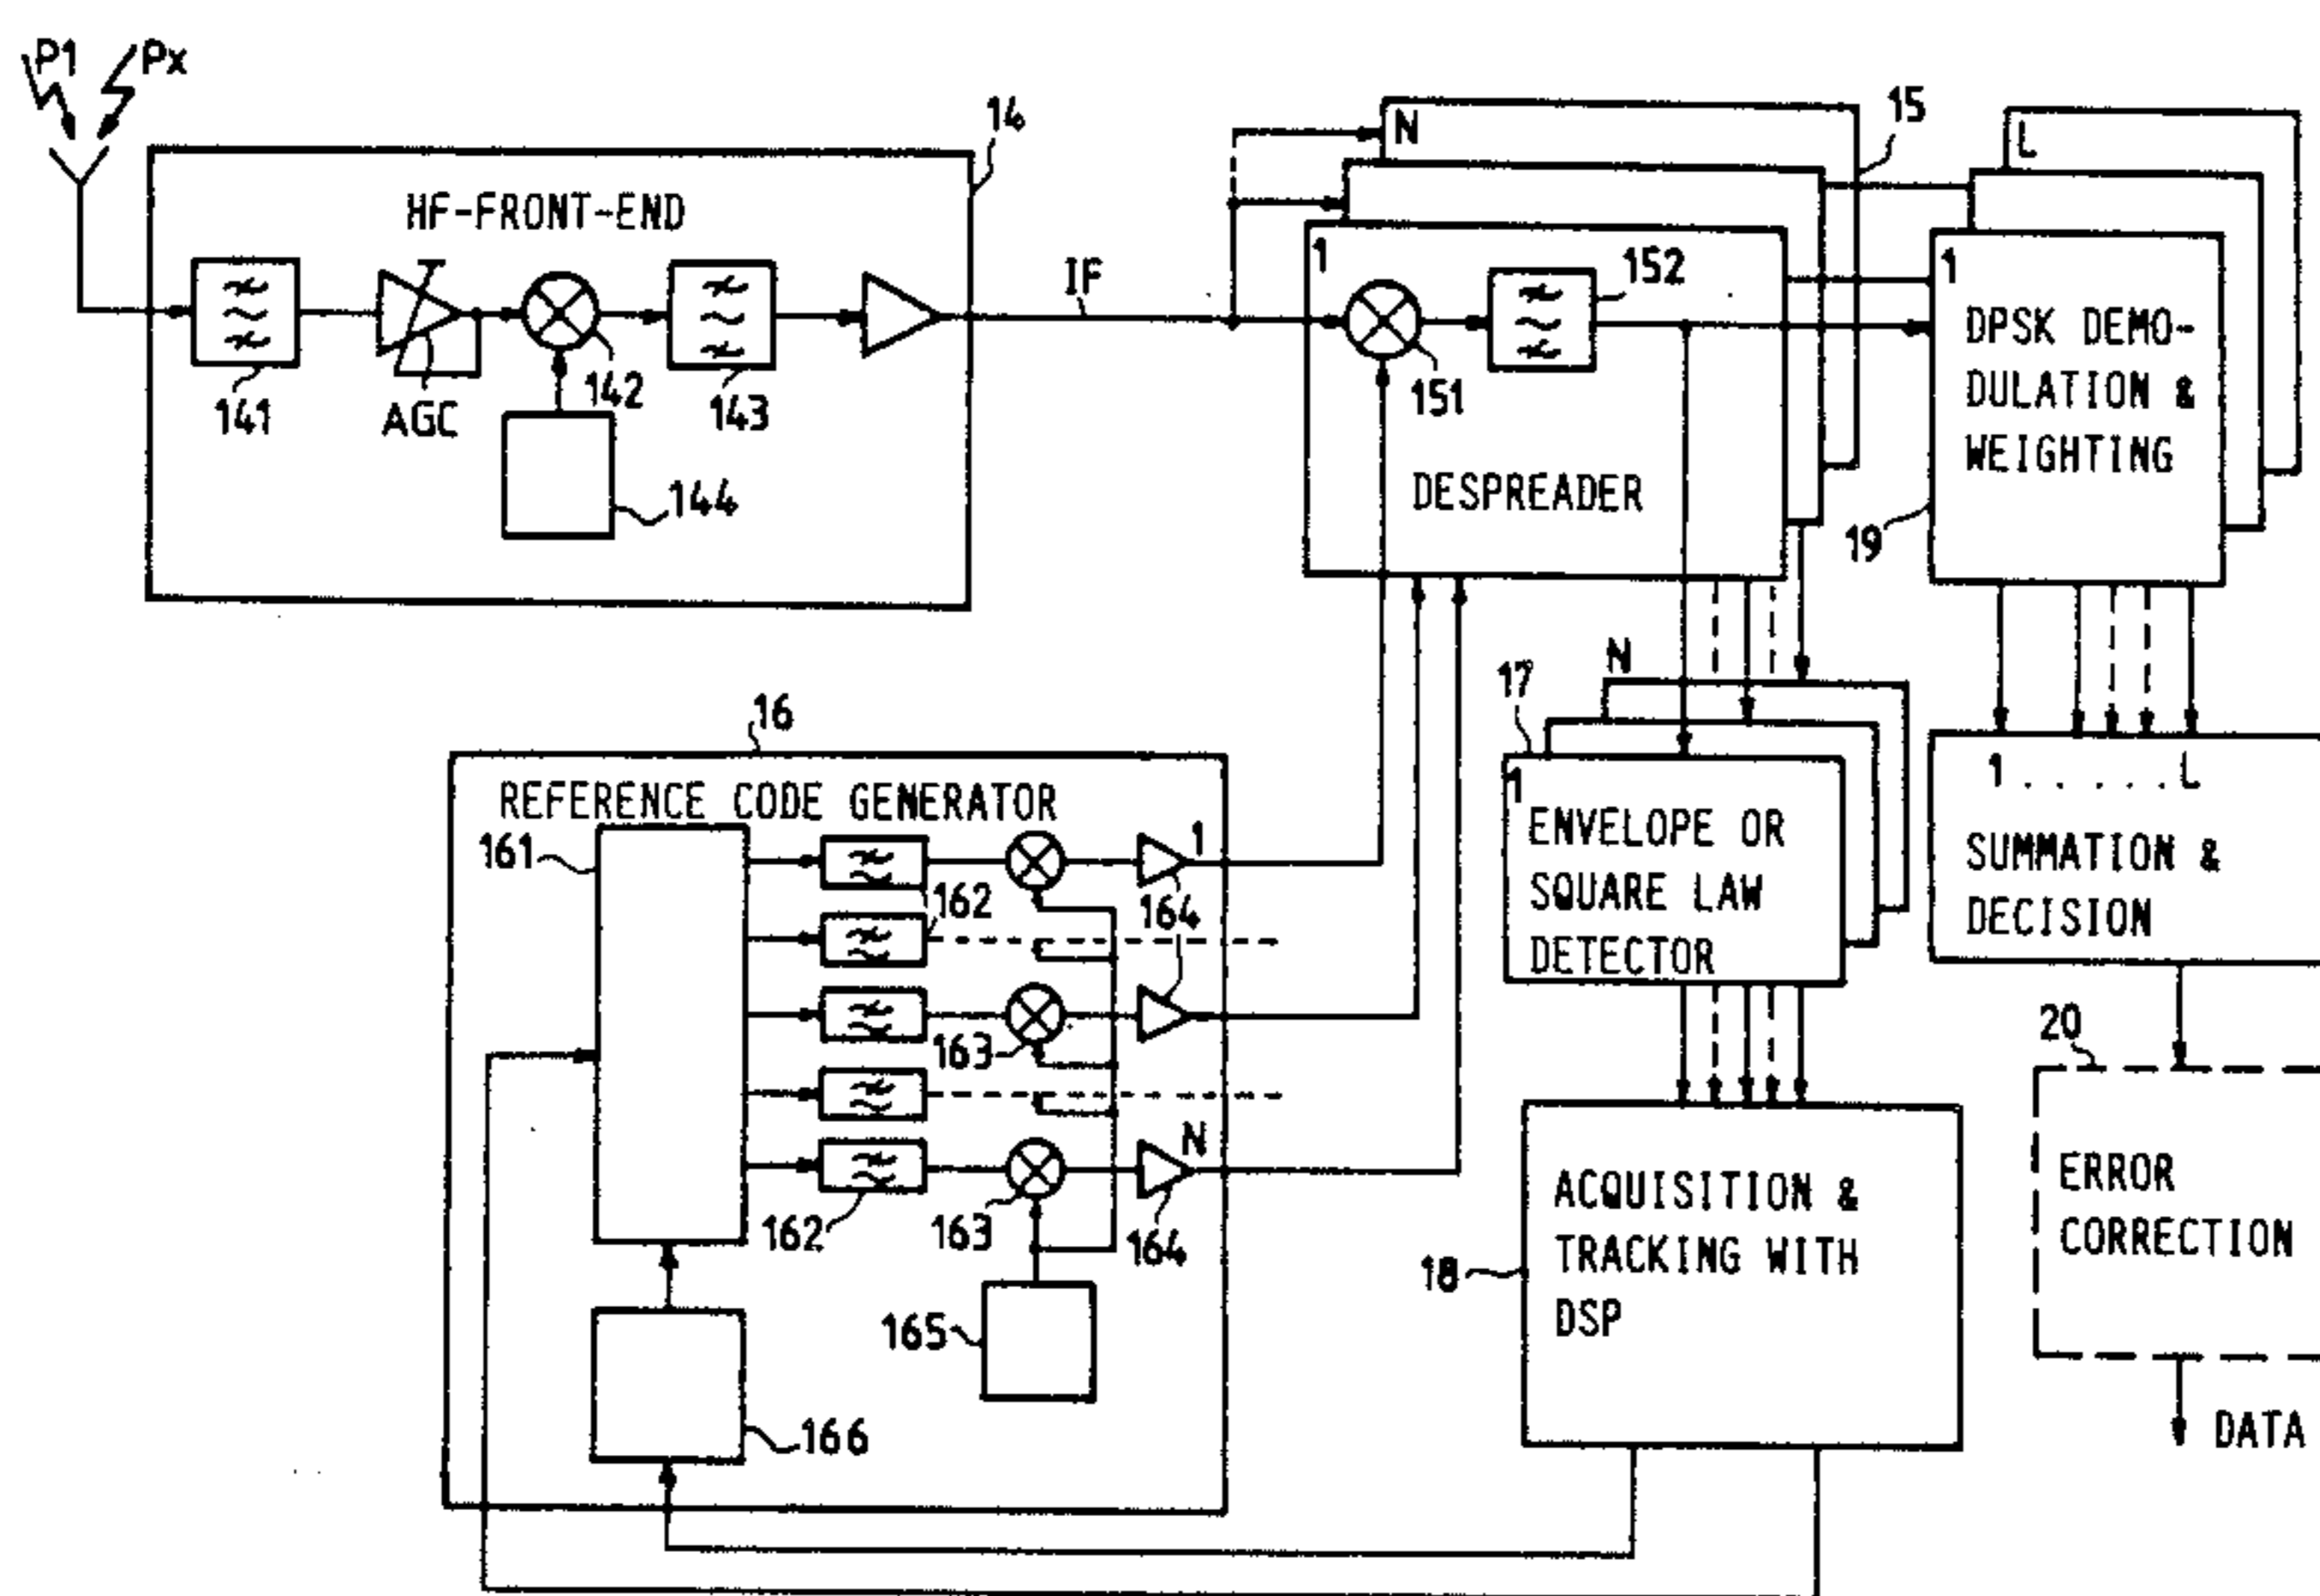 P1 Px
14
HF-FRONT-END
141
AGC
142
143
144
IF
N
15
1
152
151
DESPREADER
L
1
DPSK DEMO-
DULATION &
WEIGHTING
19
16
REFERENCE CODE GENERATOR
161
1
162
164
163
N
162
163
164
165
166
17
N
1
ENVELOPE OR
SQUARE LAW
DETECTOR
1.....L
SUMMATION &
DECISION
20
ERROR
CORRECTION
DATA
18
ACQUISITION &
TRACKING WITH
DSP